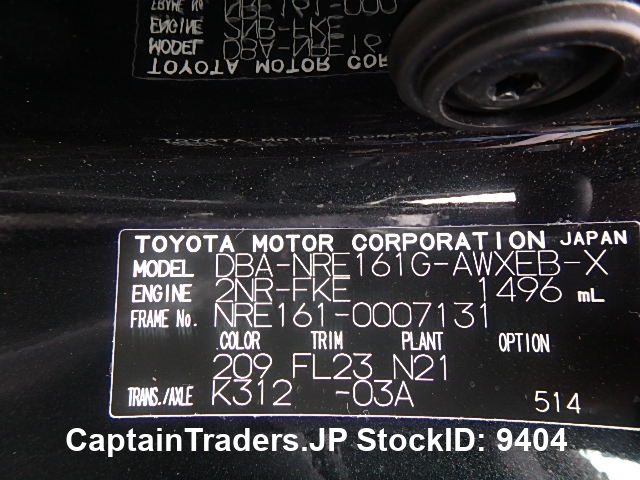 TOYOTA MOTOR CORPORATION JAPAN
MODEL DBA-NRE161G-AWXEB-X
ENGINE 2NR-FKE 1496 mL
FRAME No. NRE161-0007131
COLOR TRIM PLANT OPTION
209 FL23 N21
TRANS./AXLE K312 -03A
514
CaptainTraders.JP StockID: 9404